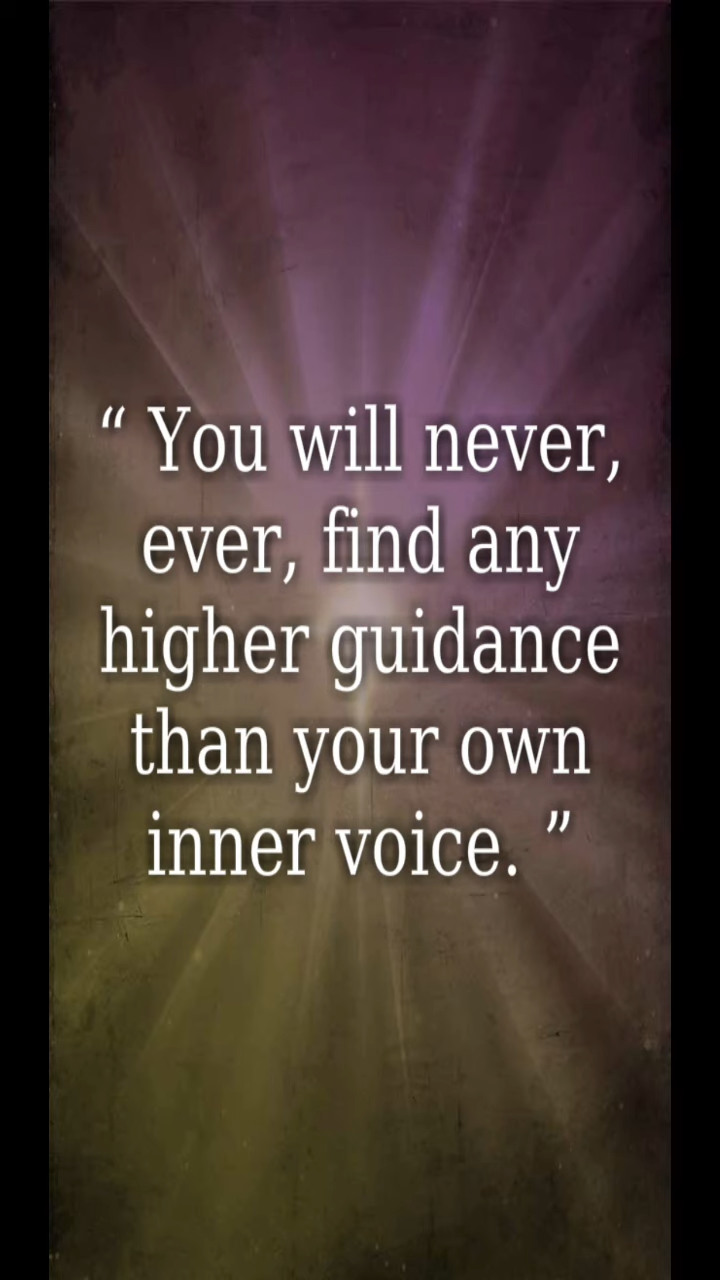 “ You will never,
ever, find any
higher guidance
than your own
inner voice. ”